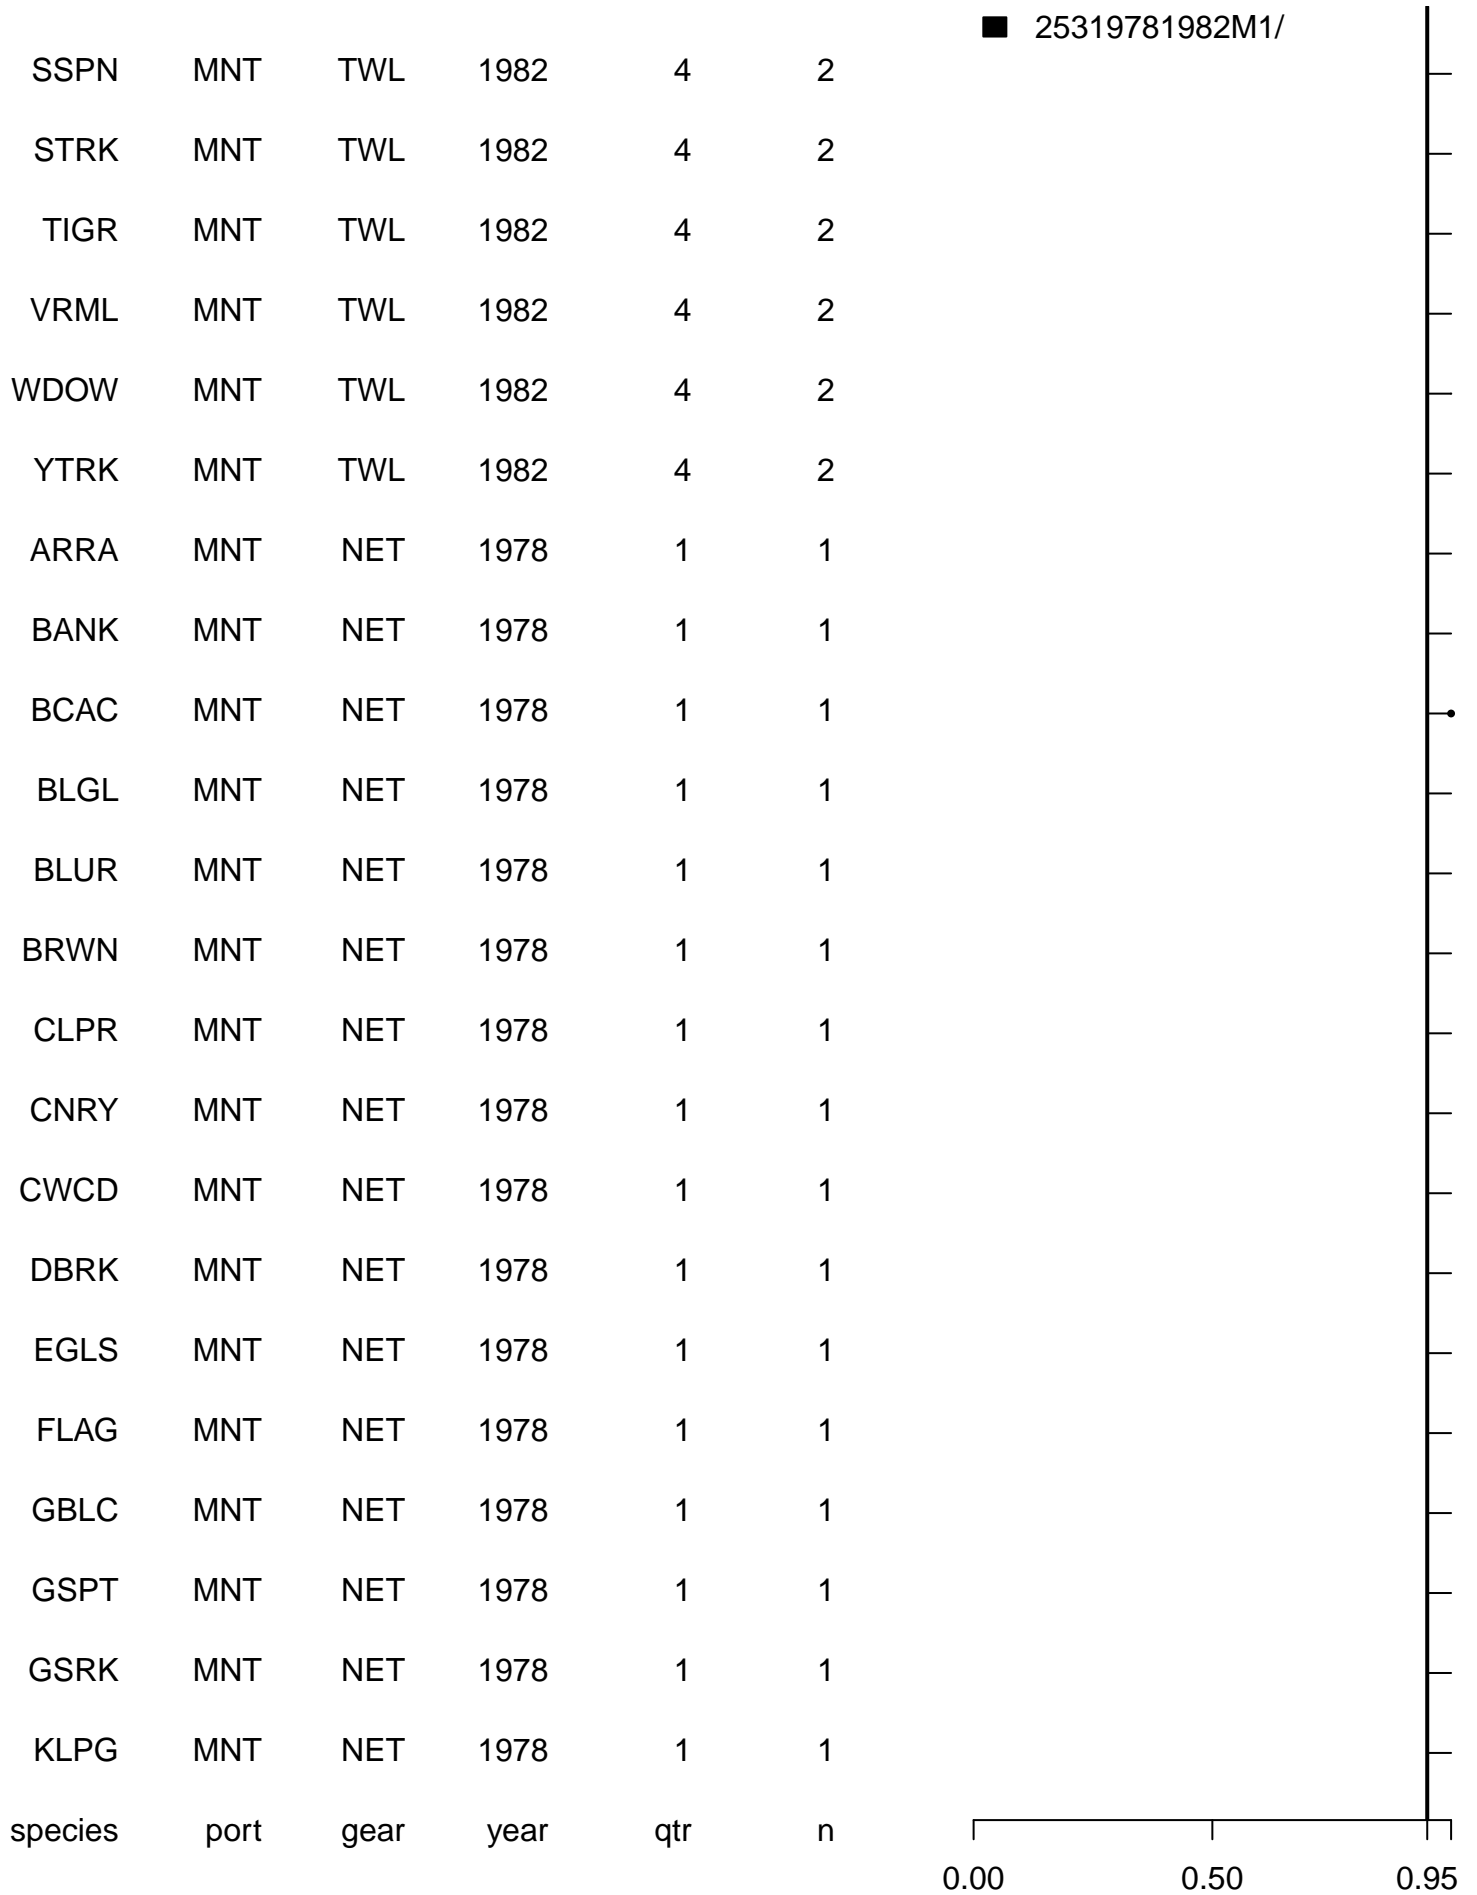 25319781982M1/
SSPN MNT TWL 1982 4 2
STRK MNT TWL 1982 4 2
TIGR MNT TWL 1982 4 2
VRML MNT TWL 1982 4 2
WDOW MNT TWL 1982 4 2
YTRK MNT TWL 1982 4 2
ARRA MNT NET 1978 1 1
BANK MNT NET 1978 1 1
BCAC MNT NET 1978 1 1
BLGL MNT NET 1978 1 1
BLUR MNT NET 1978 1 1
BRWN MNT NET 1978 1 1
CLPR MNT NET 1978 1 1
CNRY MNT NET 1978 1 1
CWCD MNT NET 1978 1 1
DBRK MNT NET 1978 1 1
EGLS MNT NET 1978 1 1
FLAG MNT NET 1978 1 1
GBLC MNT NET 1978 1 1
GSPT MNT NET 1978 1 1
GSRK MNT NET 1978 1 1
KLPG MNT NET 1978 1 1
species port gear year qtr n
0.00 0.50 0.95